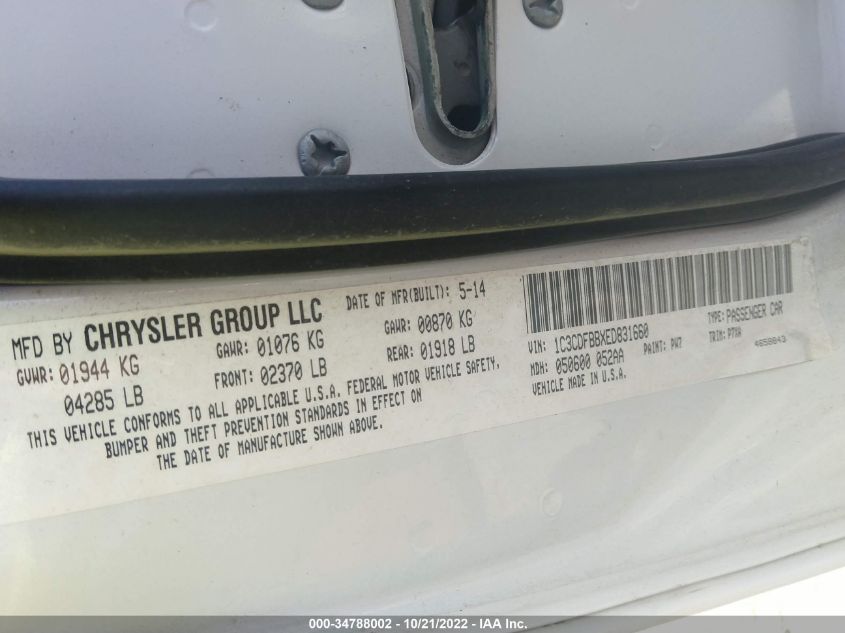 MFD BY CHRYSLER GROUP LLC DATE OF MFR(BUILT): 5-14
GVWR: 01944 KG GAWR: 01076 KG GAWR: 00870 KG
04285 LB FRONT: 02370 LB REAR: 01918 LB
THIS VEHICLE CONFORMS TO ALL APPLICABLE U.S.A. FEDERAL MOTOR VEHICLE SAFETY,
BUMPER AND THEFT PREVENTION STANDARDS IN EFFECT ON
THE DATE OF MANUFACTURE SHOWN ABOVE.
VIN: 1C3CDFBBXED831660 TYPE: PASSENGER CAR
MDH: 050600 052AA PAINT: PW7 TRIM: P7XA
VEHICLE MADE IN U.S.A. 4658643
000-34788002 - 10/21/2022 - IAA Inc.